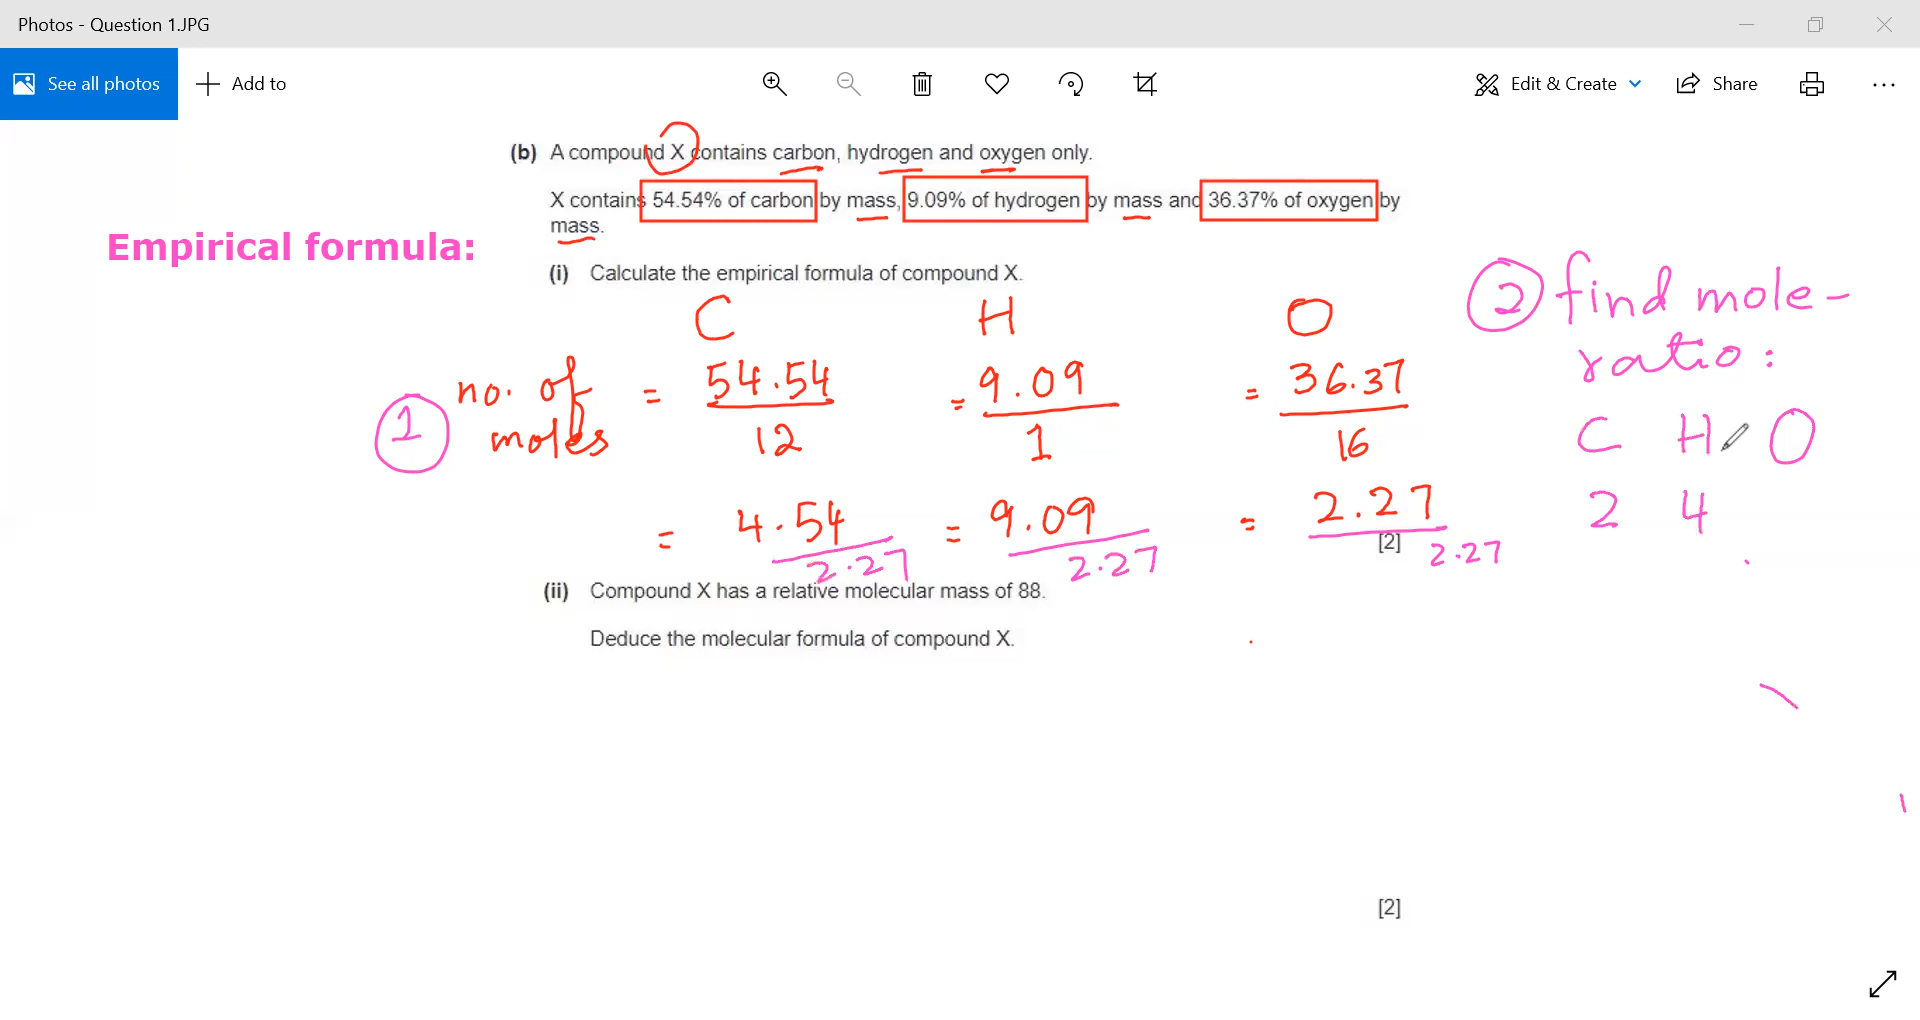 Photos - Question 1.JPG
See all photos
Add to
Edit & Create
Share
(b) A compound X contains carbon, hydrogen and oxygen only.
X contains 54.54% of carbon by mass, 9.09% of hydrogen by mass and 36.37% of oxygen by
mass.
Empirical formula:
(i) Calculate the empirical formula of compound X.
C H O
1 no. of moles = 54.54/12 = 9.09/1 = 36.37/16
= 4.54/2.27 = 9.09/2.27 = 2.27/2.27
[2]
2 find mole-
ratio:
C H O
2 4
(ii) Compound X has a relative molecular mass of 88.
Deduce the molecular formula of compound X.
[2]